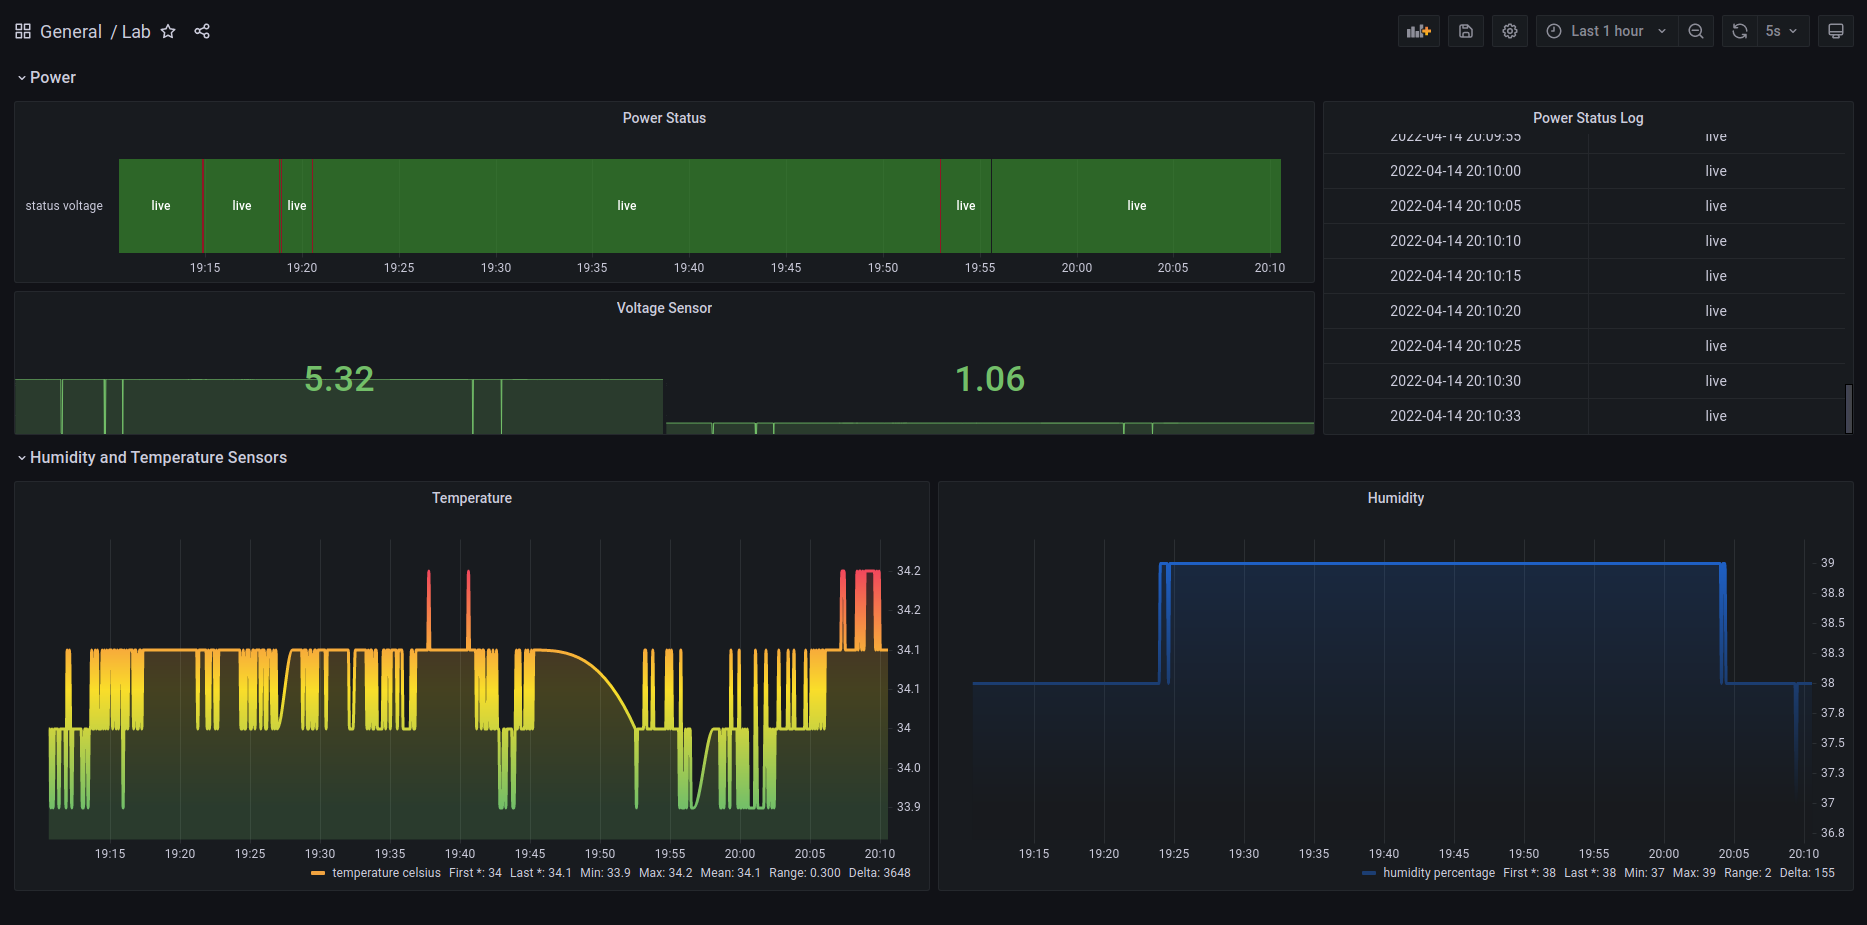 General / Lab
Last 1 hour
5s
Power
Power Status
status voltage
live live live live live live
19:15 19:20 19:25 19:30 19:35 19:40 19:45 19:50 19:55 20:00 20:05 20:10
Power Status Log
2022-04-14 20:09:55 live
2022-04-14 20:10:00 live
2022-04-14 20:10:05 live
2022-04-14 20:10:10 live
2022-04-14 20:10:15 live
2022-04-14 20:10:20 live
2022-04-14 20:10:25 live
2022-04-14 20:10:30 live
2022-04-14 20:10:33 live
Voltage Sensor
5.32 1.06
Humidity and Temperature Sensors
Temperature
34.2
34.2
34.1
34.1
34
34.0
33.9
19:15 19:20 19:25 19:30 19:35 19:40 19:45 19:50 19:55 20:00 20:05 20:10
temperature celsius First *: 34 Last *: 34.1 Min: 33.9 Max: 34.2 Mean: 34.1 Range: 0.300 Delta: 3648
Humidity
39
38.8
38.5
38.3
38
37.8
37.5
37.3
37
36.8
19:15 19:20 19:25 19:30 19:35 19:40 19:45 19:50 19:55 20:00 20:05 20:10
humidity percentage First *: 38 Last *: 38 Min: 37 Max: 39 Range: 2 Delta: 155